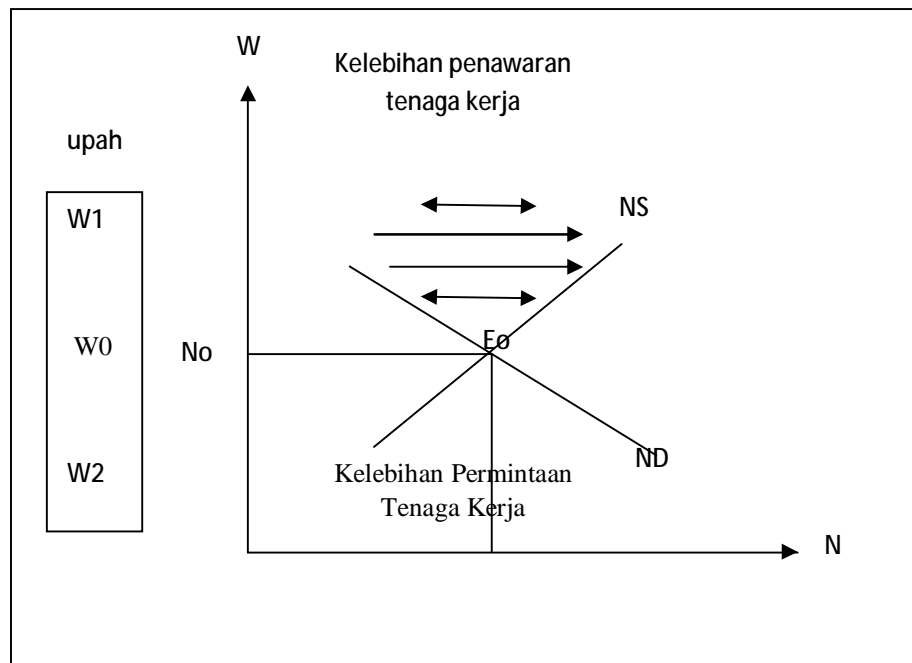 W
Kelebihan penawaran
tenaga kerja
upah
W1
NS
Eo
W0
No
ND
W2
Kelebihan Permintaan
Tenaga Kerja
N